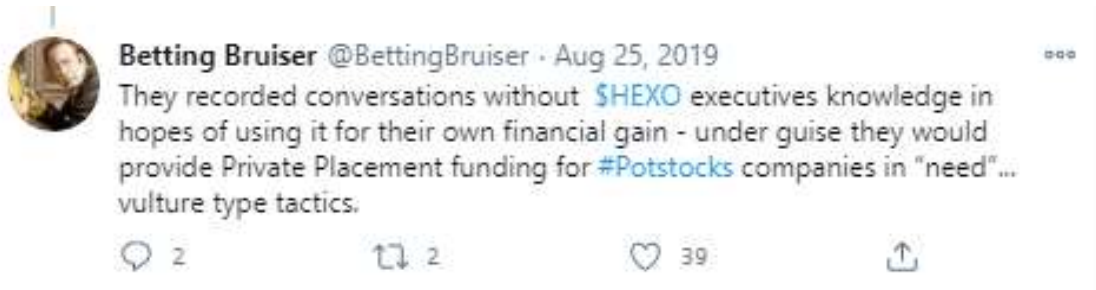 Betting Bruiser @BettingBruiser · Aug 25, 2019
They recorded conversations without $HEXO executives knowledge in
hopes of using it for their own financial gain - under guise they would
provide Private Placement funding for #Potstocks companies in “need”...
vulture type tactics.
2 2 39